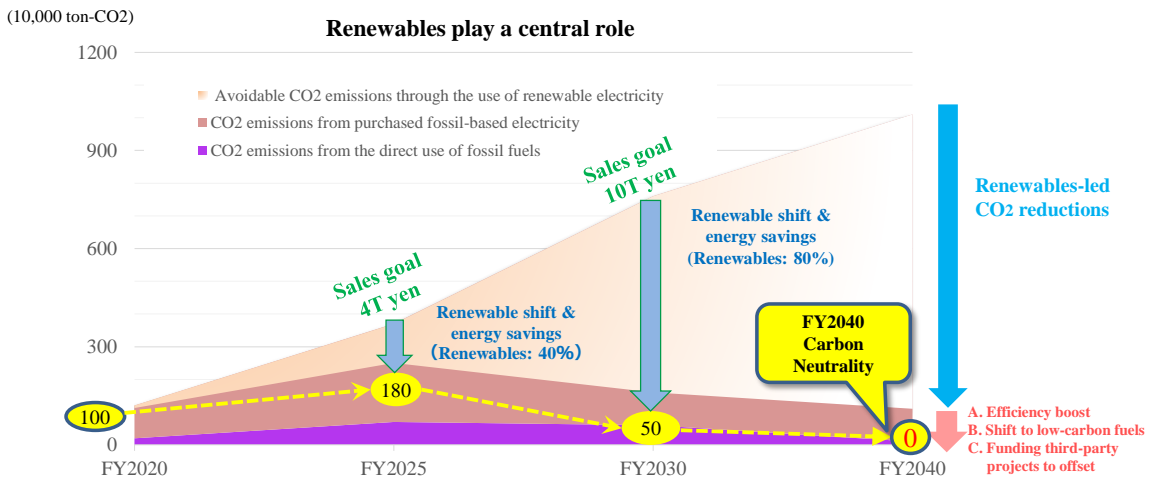 (10,000 ton-CO2)
Renewables play a central role
1200
900
600
300
0
Avoidable CO2 emissions through the use of renewable electricity
CO2 emissions from purchased fossil-based electricity
CO2 emissions from the direct use of fossil fuels
Sales goal
4T yen
Sales goal
10T yen
Renewable shift &
energy savings
(Renewables: 40%)
Renewable shift &
energy savings
(Renewables: 80%)
FY2040
Carbon
Neutrality
Renewables-led
CO2 reductions
A. Efficiency boost
B. Shift to low-carbon fuels
C. Funding third-party
projects to offset
100
180
50
0
FY2020
FY2025
FY2030
FY2040